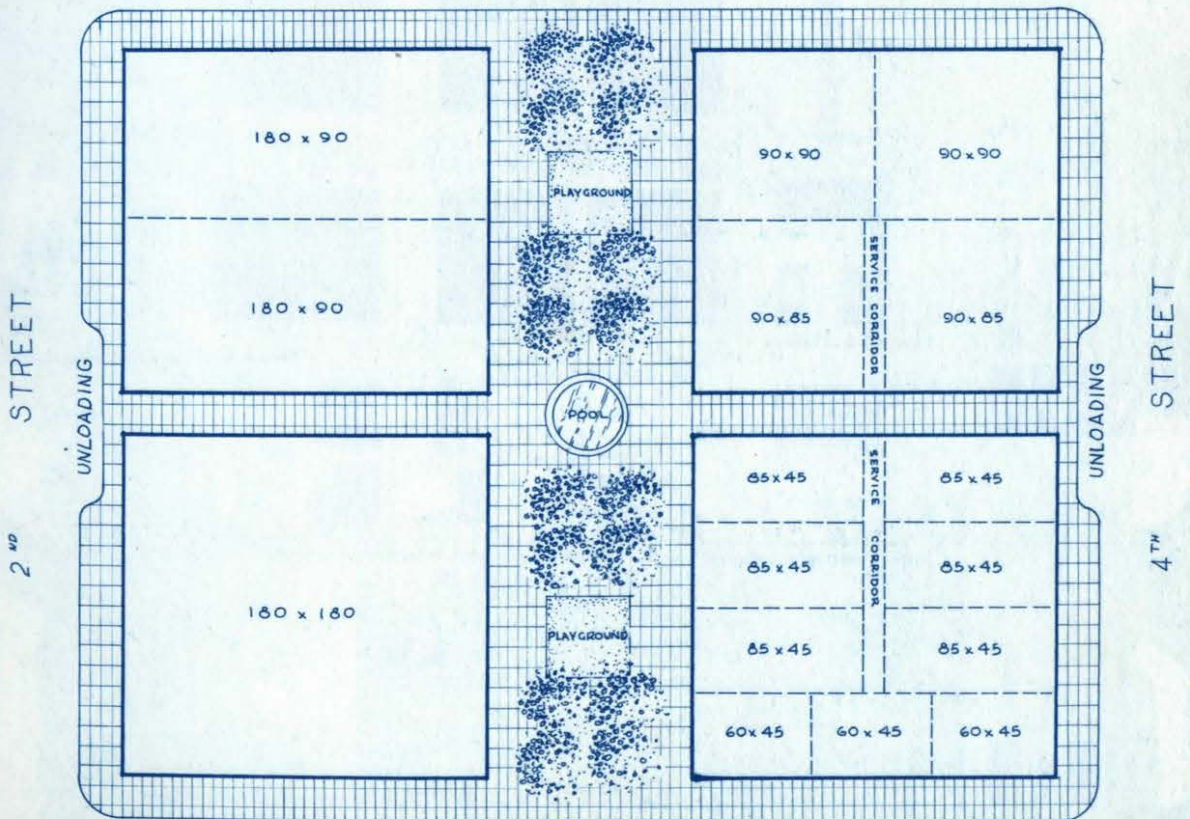 180 x 90
180 x 90
180 x 180
PLAYGROUND
POOL
PLAYGROUND
90 x 90
90 x 90
90 x 85
SERVICE CORRIDOR
90 x 85
85 x 45
SERVICE CORRIDOR
85 x 45
85 x 45
85 x 45
85 x 45
85 x 45
60 x 45
60 x 45
60 x 45
2ND STREET
UNLOADING
UNLOADING
4TH STREET